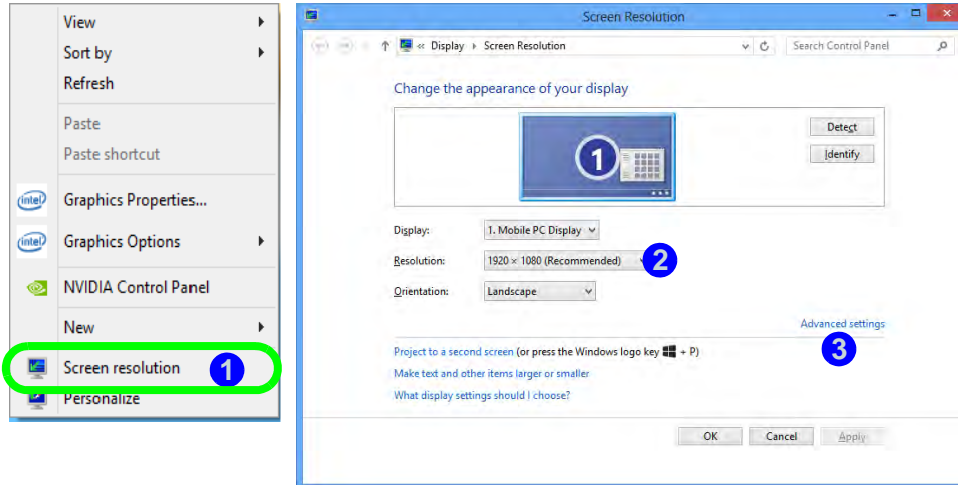 View
Sort by
Refresh
Paste
Paste shortcut
intel Graphics Properties...
intel Graphics Options
NVIDIA Control Panel
New
Screen resolution 1
Personalize
Screen Resolution
« Display Screen Resolution Search Control Panel
Change the appearance of your display
1
Detect
Identify
Display: 1. Mobile PC Display
Resolution: 1920 × 1080 (Recommended) 2
Orientation: Landscape
Advanced settings
3
Project to a second screen (or press the Windows logo key + P)
Make text and other items larger or smaller
What display settings should I choose?
OK Cancel Apply